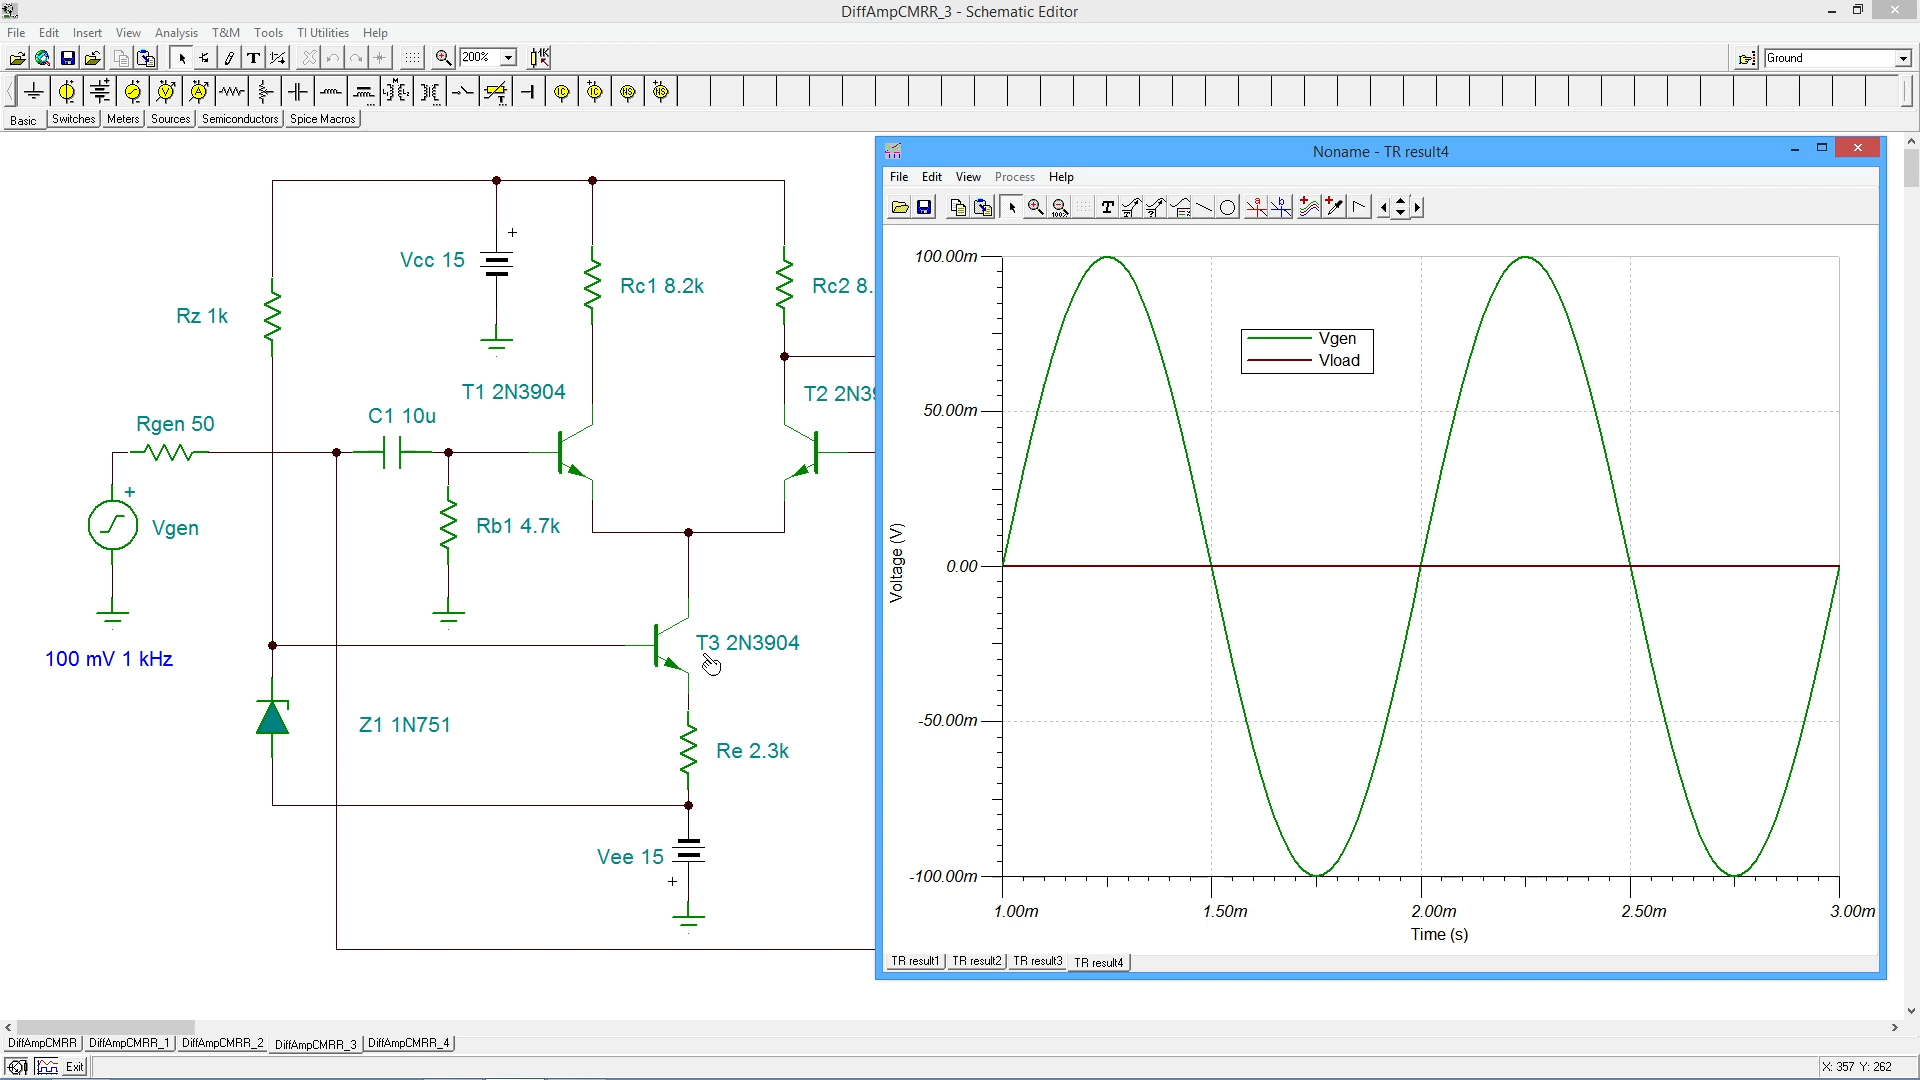 DiffAmpCMRR_3 - Schematic Editor
File Edit Insert View Analysis T&M Tools TI Utilities Help
200%
Ground
Basic Switches Meters Sources Semiconductors Spice Macros
Vcc 15
+
Rc1 8.2k
Rc2 8.
Rz 1k
T1 2N3904
T2 2N39
C1 10u
Rgen 50
+
Vgen
Rb1 4.7k
100 mV 1 kHz
T3 2N3904
Z1 1N751
Re 2.3k
Vee 15
+
Noname - TR result4
File Edit View Process Help
100.00m
50.00m
0.00
-50.00m
-100.00m
Voltage (V)
Vgen
Vload
1.00m 1.50m 2.00m 2.50m 3.00m
Time (s)
TR result1 TR result2 TR result3 TR result4
DiffAmpCMRR DiffAmpCMRR_1 DiffAmpCMRR_2 DiffAmpCMRR_3 DiffAmpCMRR_4
Exit
X: 357 Y: 262